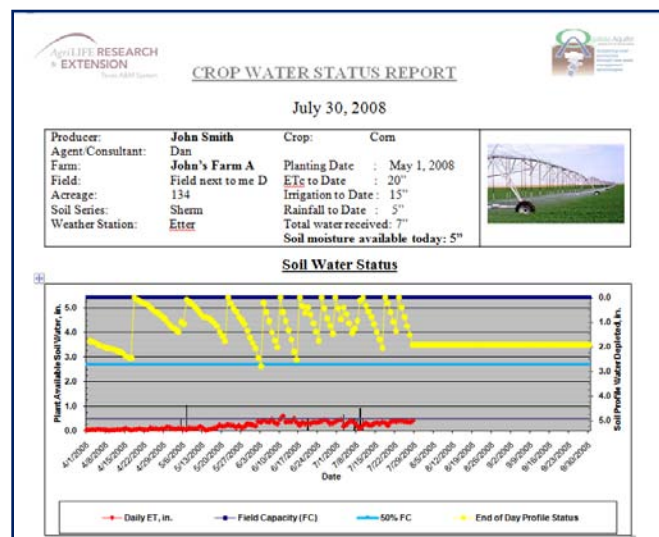 AgriLIFE RESEARCH
& EXTENSION
Texas A&M System
CROP WATER STATUS REPORT
July 30, 2008
Producer: John Smith Crop: Corn
Agent/Consultant: Dan
Farm: John's Farm A Planting Date : May 1, 2008
Field: Field next to me D ETc to Date : 20"
Acreage: 134 Irrigation to Date : 15"
Soil Series: Sherm Rainfall to Date : 5"
Weather Station: Etter Total water received: 7"
Soil moisture available today: 5"
Soil Water Status
Plant Available Soil Water, in.
5.0
4.0
3.0
2.0
1.0
0.0
0.0
1.0
2.0
3.0
4.0
5.0
Soil Profile Water Depleted, in.
4/1/2008 4/8/2008 4/15/2008 4/22/2008 4/29/2008 5/6/2008 5/13/2008 5/20/2008 5/27/2008 6/3/2008 6/10/2008 6/17/2008 6/24/2008 7/1/2008 7/8/2008 7/15/2008 7/22/2008 7/29/2008 8/5/2008 8/12/2008 8/19/2008 8/26/2008 9/2/2008 9/9/2008 9/16/2008 9/23/2008 9/30/2008
Date
Daily ET, in. Field Capacity (FC) 50% FC End of Day Profile Status